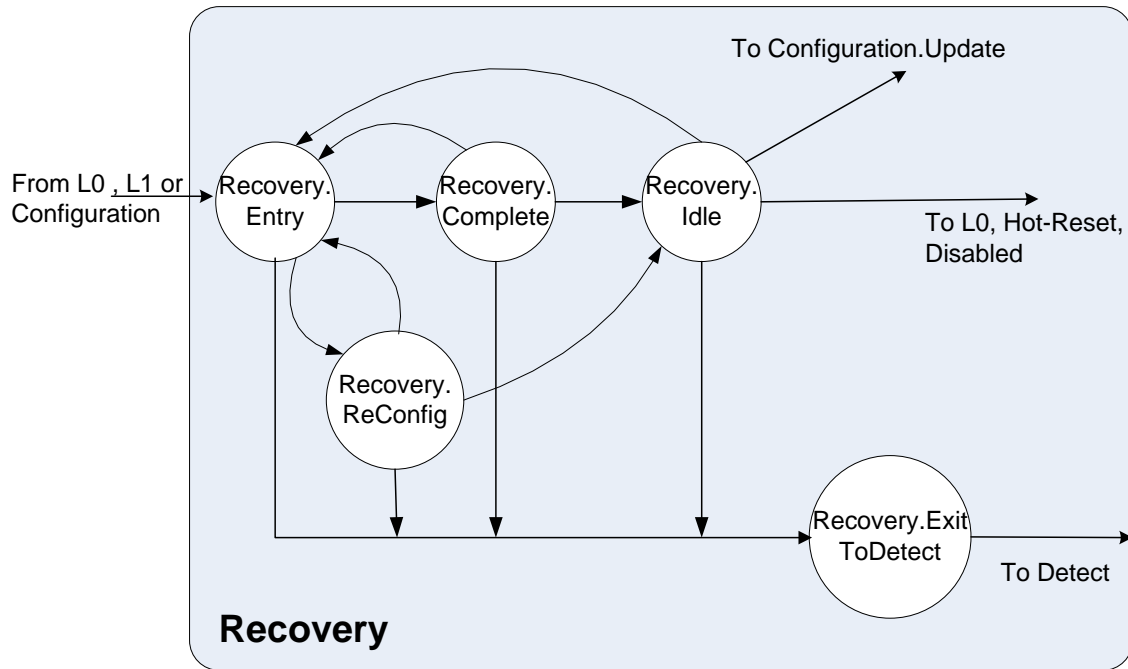 To Configuration.Update
From L0 , L1 or
Configuration
Recovery.
Entry
Recovery.
Complete
Recovery.
Idle
To L0, Hot-Reset,
Disabled
Recovery.
ReConfig
Recovery.Exit
ToDetect
To Detect
Recovery